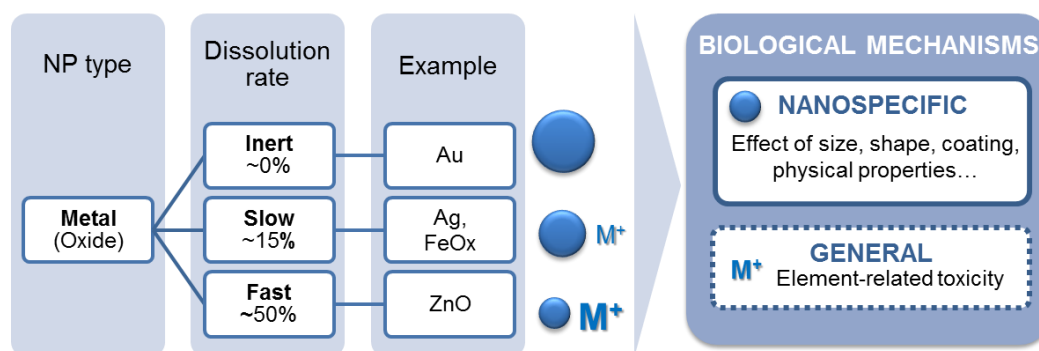 NP type
Dissolution
rate
Example
Metal
(Oxide)
Inert
~0%
Au
Slow
~15%
Ag,
FeOx
M⁺
Fast
~50%
ZnO
M⁺
BIOLOGICAL MECHANISMS
NANOSPECIFIC
Effect of size, shape, coating,
physical properties…
GENERAL
M⁺ Element-related toxicity